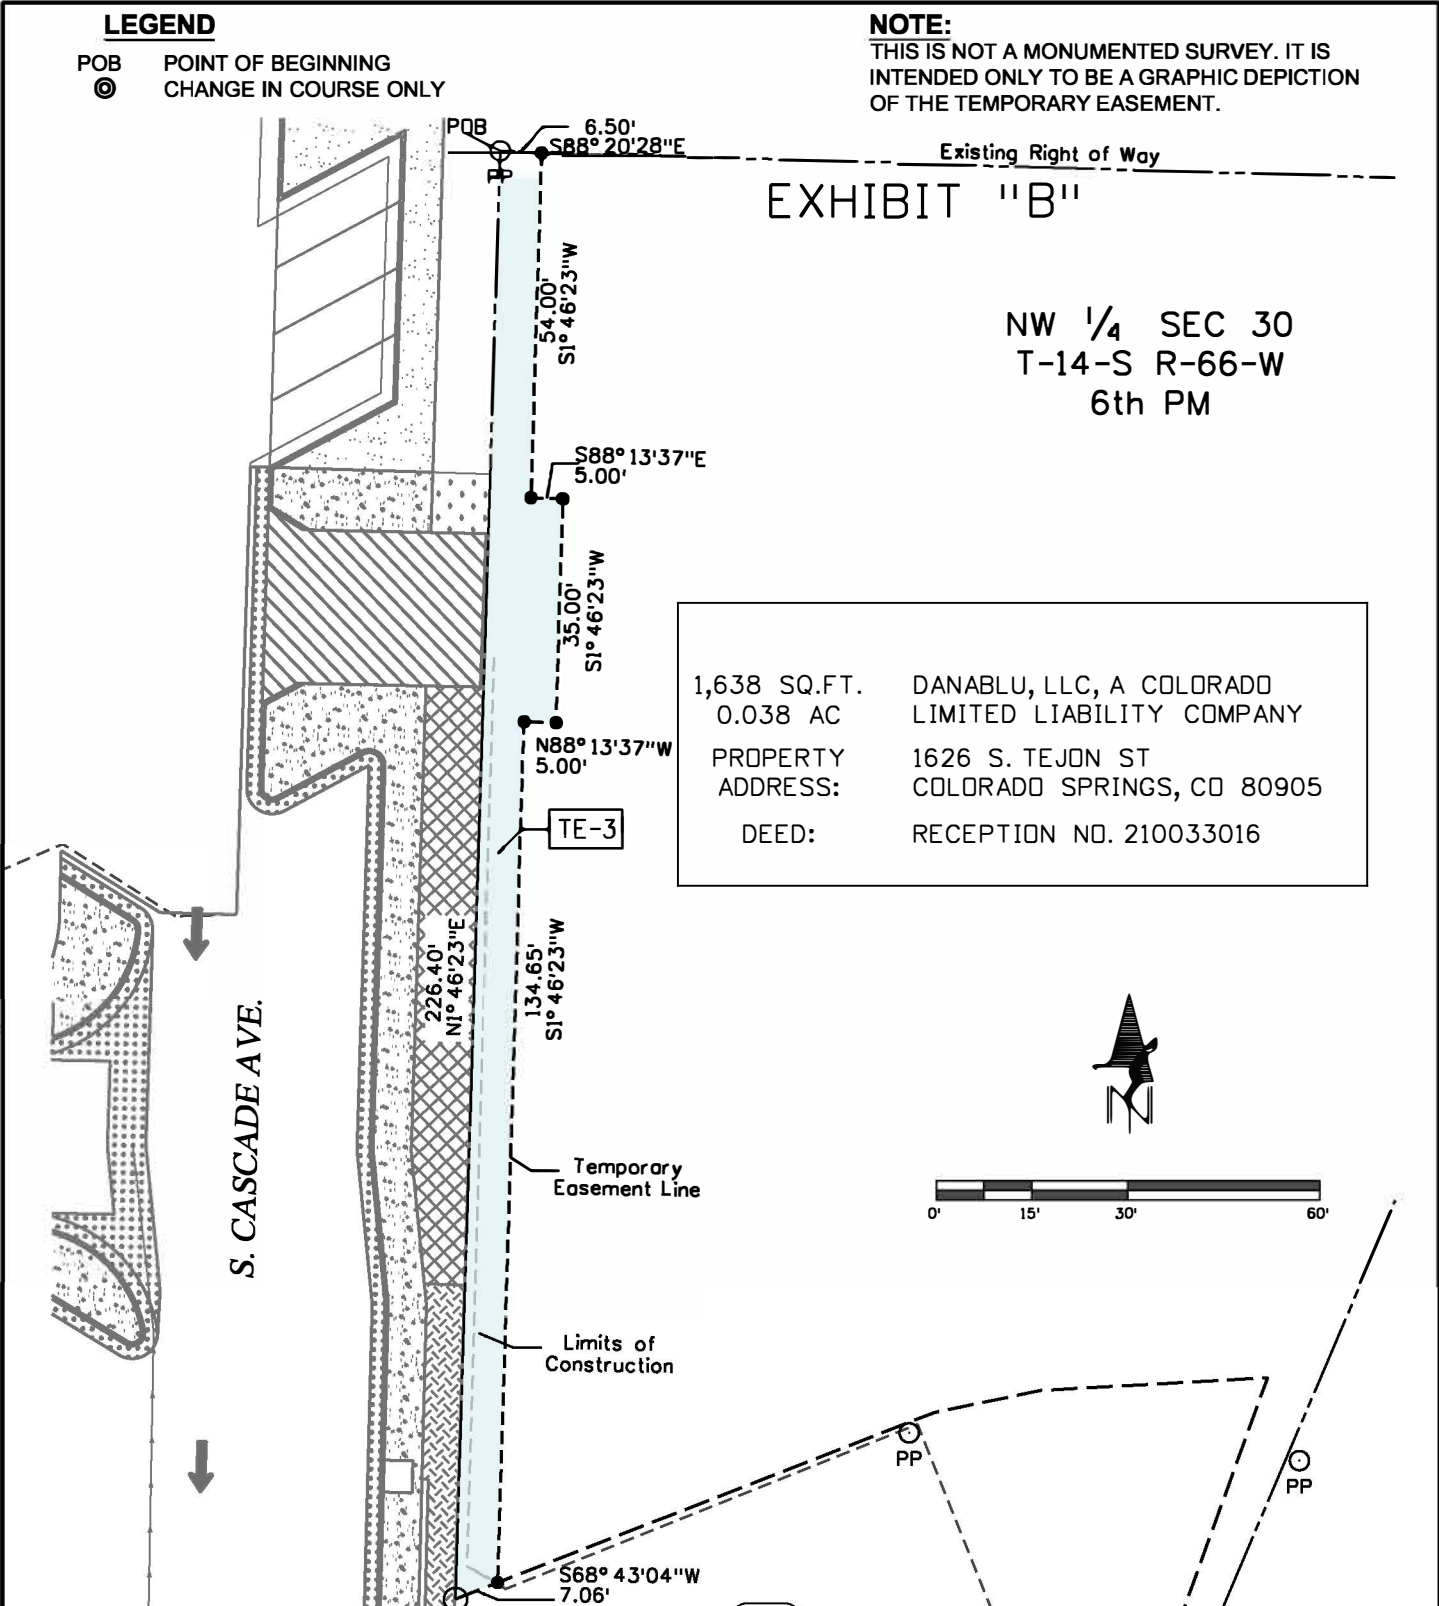 LEGEND
POB POINT OF BEGINNING
CHANGE IN COURSE ONLY
NOTE:
THIS IS NOT A MONUMENTED SURVEY. IT IS
INTENDED ONLY TO BE A GRAPHIC DEPICTION
OF THE TEMPORARY EASEMENT.
POB
6.50'
S88°20'28"E
PP
Existing Right of Way
EXHIBIT "B"
54.00'
S1°46'23"W
NW 1/4 SEC 30
T-14-S R-66-W
6th PM
S88°13'37"E
5.00'
35.00'
S1°46'23"W
1,638 SQ.FT. DANABLU, LLC, A COLORADO
0.038 AC LIMITED LIABILITY COMPANY
PROPERTY 1626 S. TEJON ST
ADDRESS: COLORADO SPRINGS, CO 80905
DEED: RECEPTION NO. 210033016
N88°13'37"W
5.00'
TE-3
226.40'
N1°46'23"E
134.65'
S1°46'23"W
S. CASCADE AVE.
N
Temporary
Easement Line
0' 15' 30' 60'
Limits of
Construction
PP
PP
S68°43'04"W
7.06'